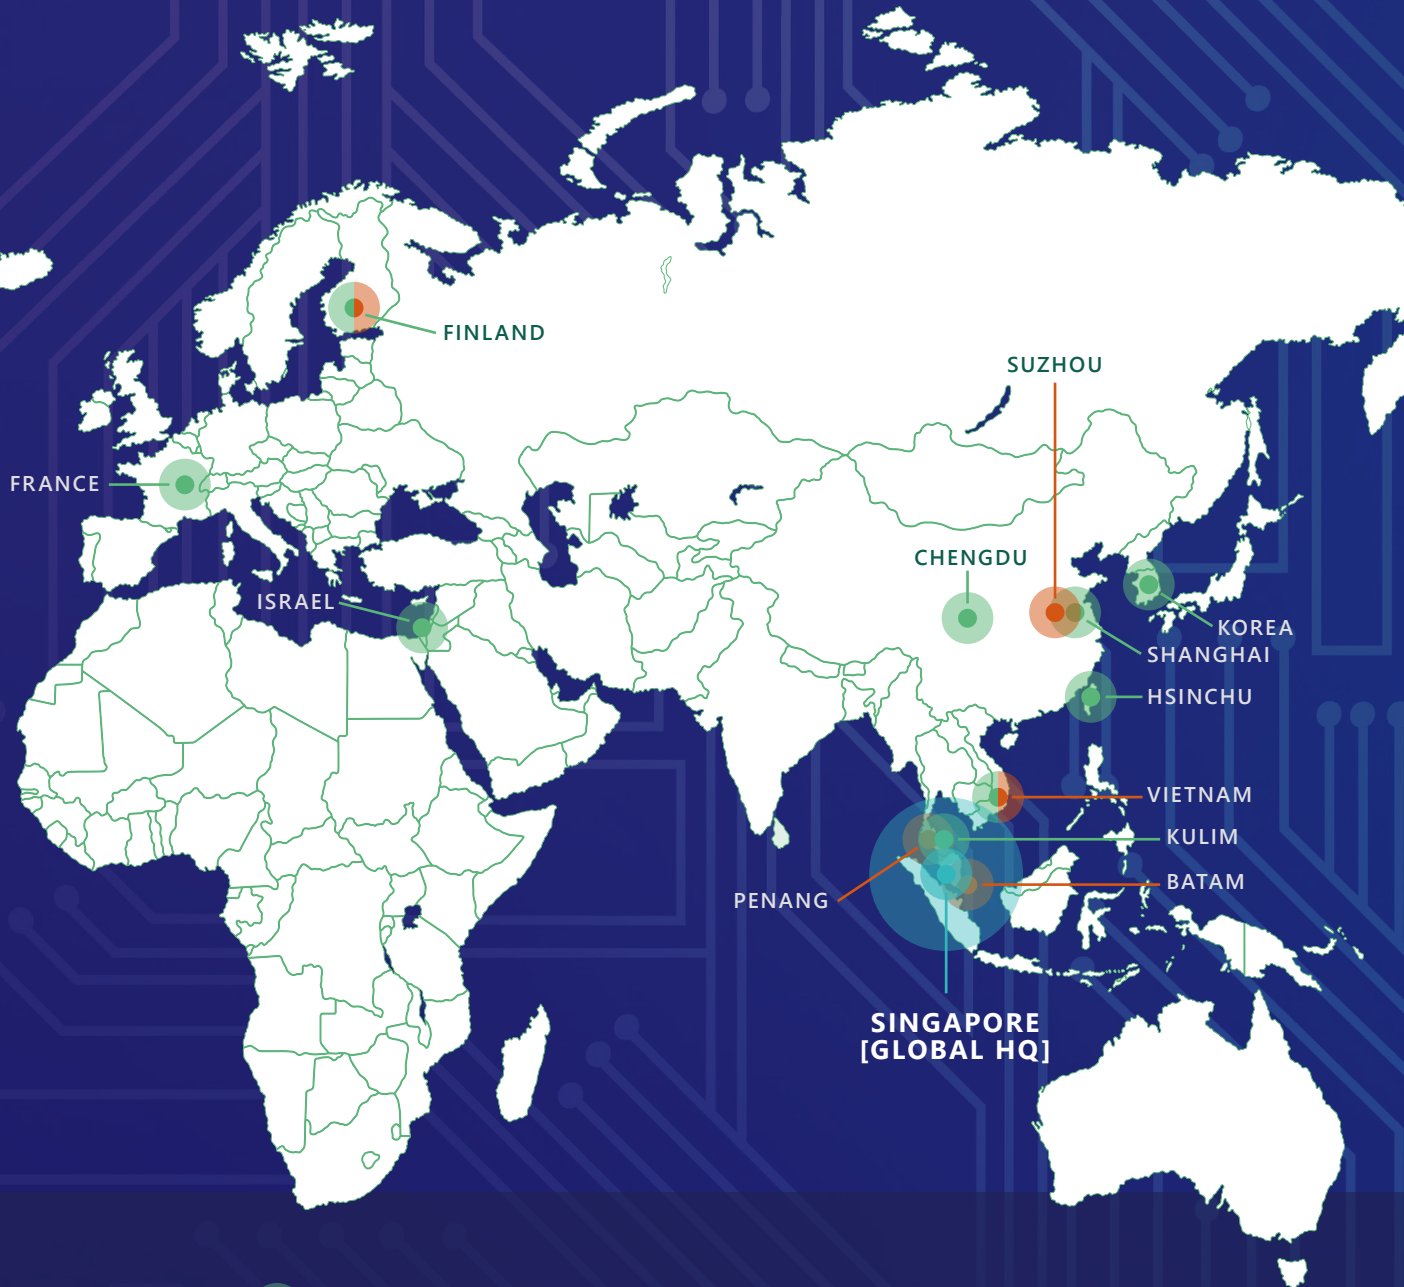 FINLAND
SUZHOU
FRANCE
CHENGDU
ISRAEL
KOREA
SHANGHAI
HSINCHU
VIETNAM
KULIM
BATAM
PENANG
SINGAPORE
[GLOBAL HQ]